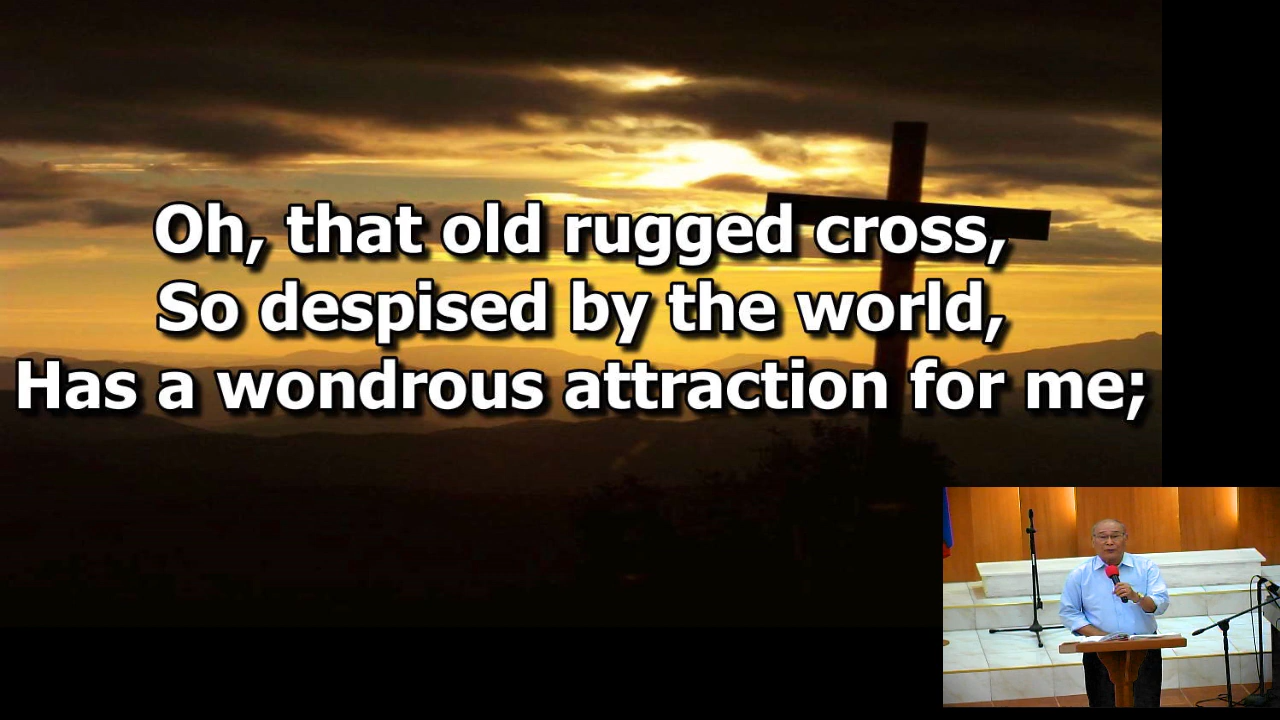 Oh, that old rugged cross,
So despised by the world,
Has a wondrous attraction for me;